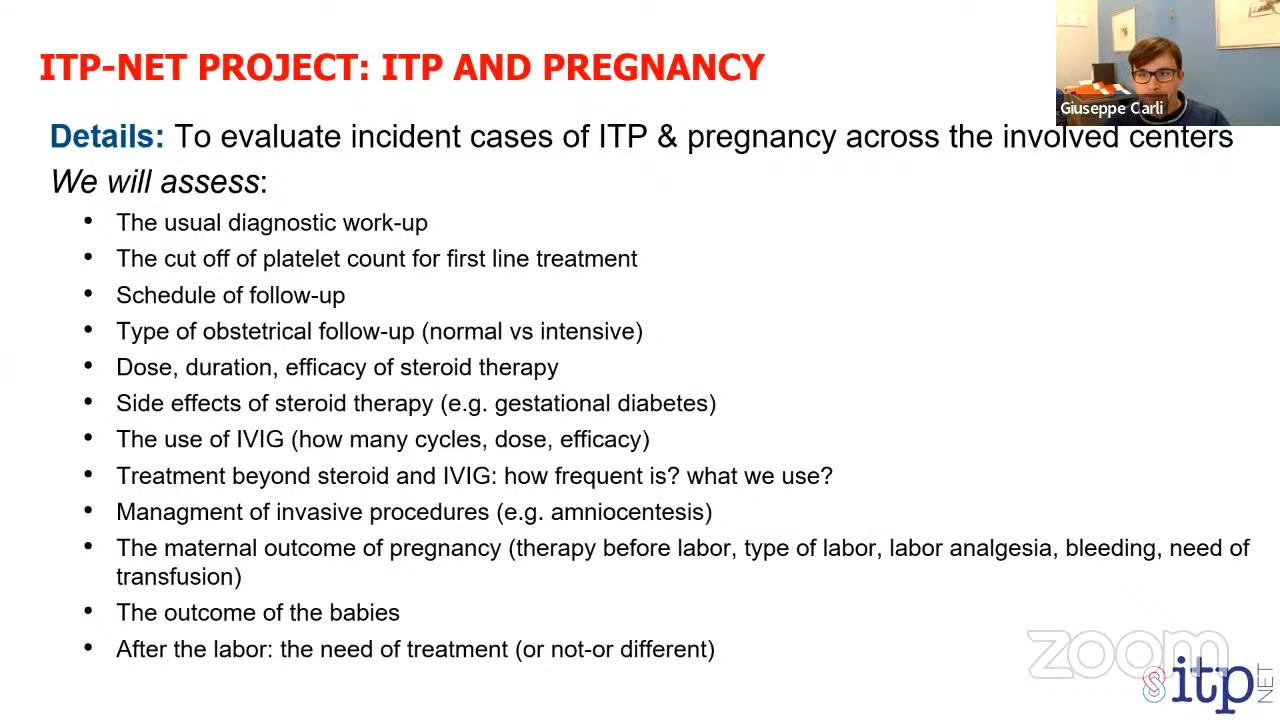 ITP-NET PROJECT: ITP AND PREGNANCY
Giuseppe Carli
Details: To evaluate incident cases of ITP & pregnancy across the involved centers
We will assess:
• The usual diagnostic work-up
• The cut off of platelet count for first line treatment
• Schedule of follow-up
• Type of obstetrical follow-up (normal vs intensive)
• Dose, duration, efficacy of steroid therapy
• Side effects of steroid therapy (e.g. gestational diabetes)
• The use of IVIG (how many cycles, dose, efficacy)
• Treatment beyond steroid and IVIG: how frequent is? what we use?
• Managment of invasive procedures (e.g. amniocentesis)
• The maternal outcome of pregnancy (therapy before labor, type of labor, labor analgesia, bleeding, need of
transfusion)
• The outcome of the babies
• After the labor: the need of treatment (or not-or different)
zoom
itp NET